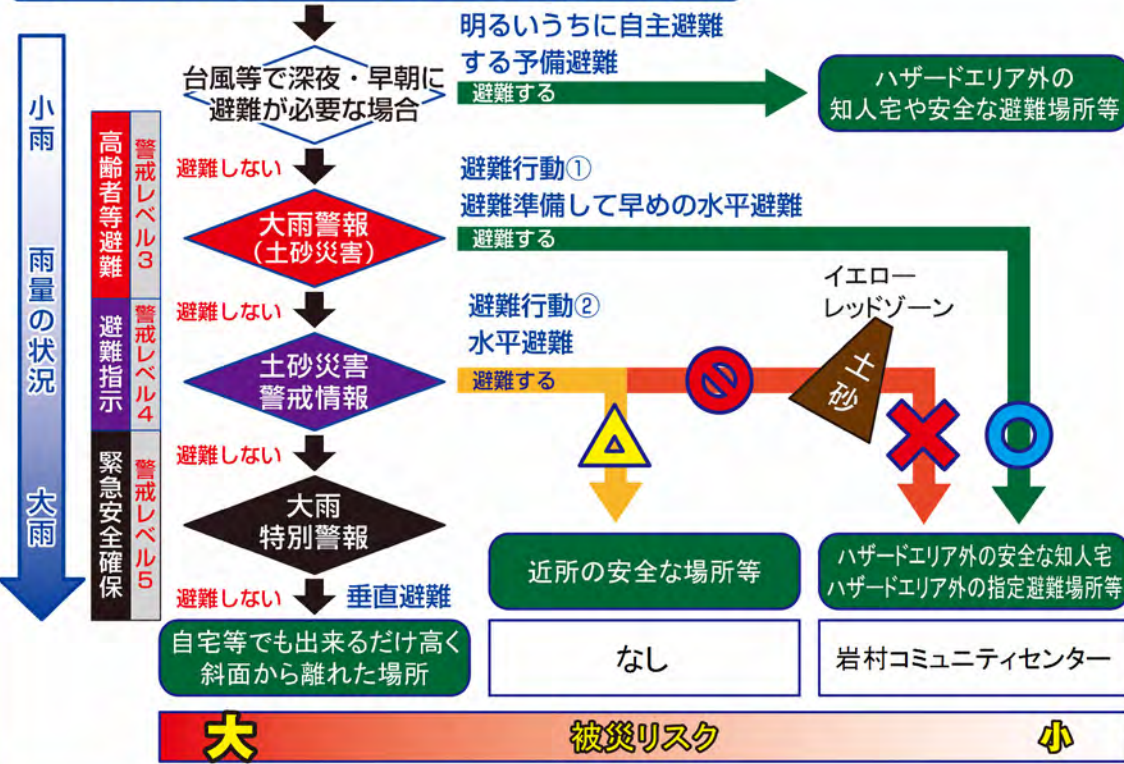 明るいうちに自主避難
する予備避難
台風等で深夜・早朝に
避難が必要な場合
避難する
ハザードエリア外の
知人宅や安全な避難場所等
小雨
雨量の状況
大雨
高齢者等避難
警戒レベル3
避難しない
避難行動①
避難準備して早めの水平避難
大雨警報
(土砂災害)
避難する
イエロー
レッドゾーン
避難指示
警戒レベル4
避難しない
避難行動②
水平避難
土砂災害
警戒情報
避難する
土砂
緊急安全確保
警戒レベル5
避難しない
大雨
特別警報
避難しない
垂直避難
自宅等でも出来るだけ高く
斜面から離れた場所
近所の安全な場所等
なし
ハザードエリア外の安全な知人宅
ハザードエリア外の指定避難場所等
岩村コミュニティセンター
大
被災リスク
小